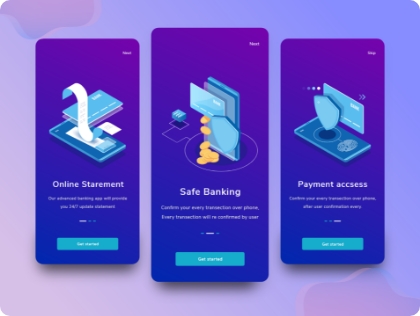 Next
Online Starement
Our advanced banking app will provide
you 24/7 update statement
Get started
Next
Safe Banking
Confirm your every transaction over phone,
Every transaction will re confirmed by user
Get started
Skip
Payment accsess
Confirm your every transaction over phone,
after user confirmation every
Get started